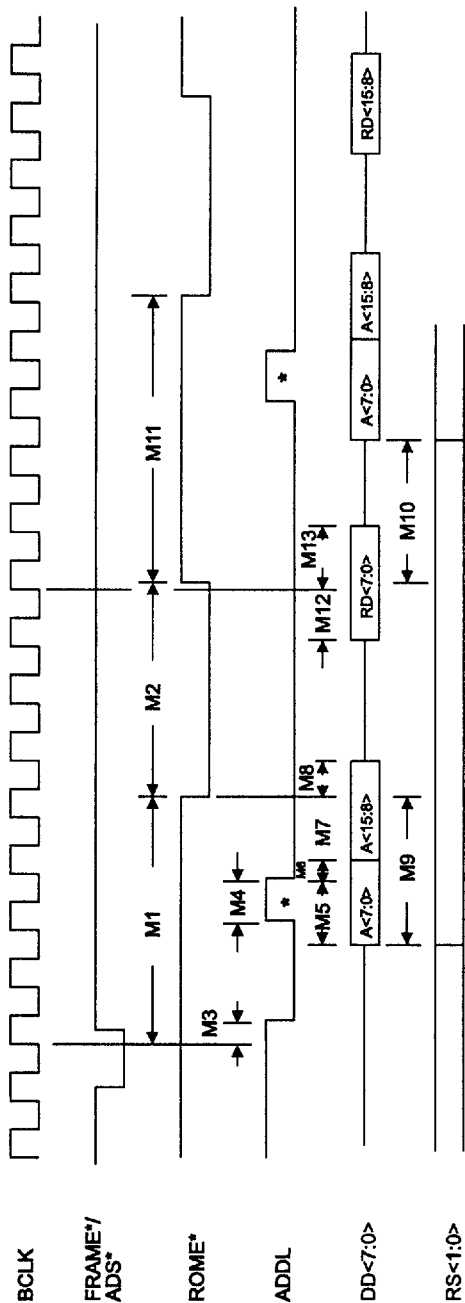 BCLK
FRAME*/
ADS*
ROME*
M1
M2
M11
ADDL
M3
M4
*
*
DD<7:0>
M5
M6
M7
M8
M12
M13
A<7:0>
A<15:8>
RD<7:0>
A<7:0>
A<15:8>
RD<15:8>
M9
M10
RS<1:0>